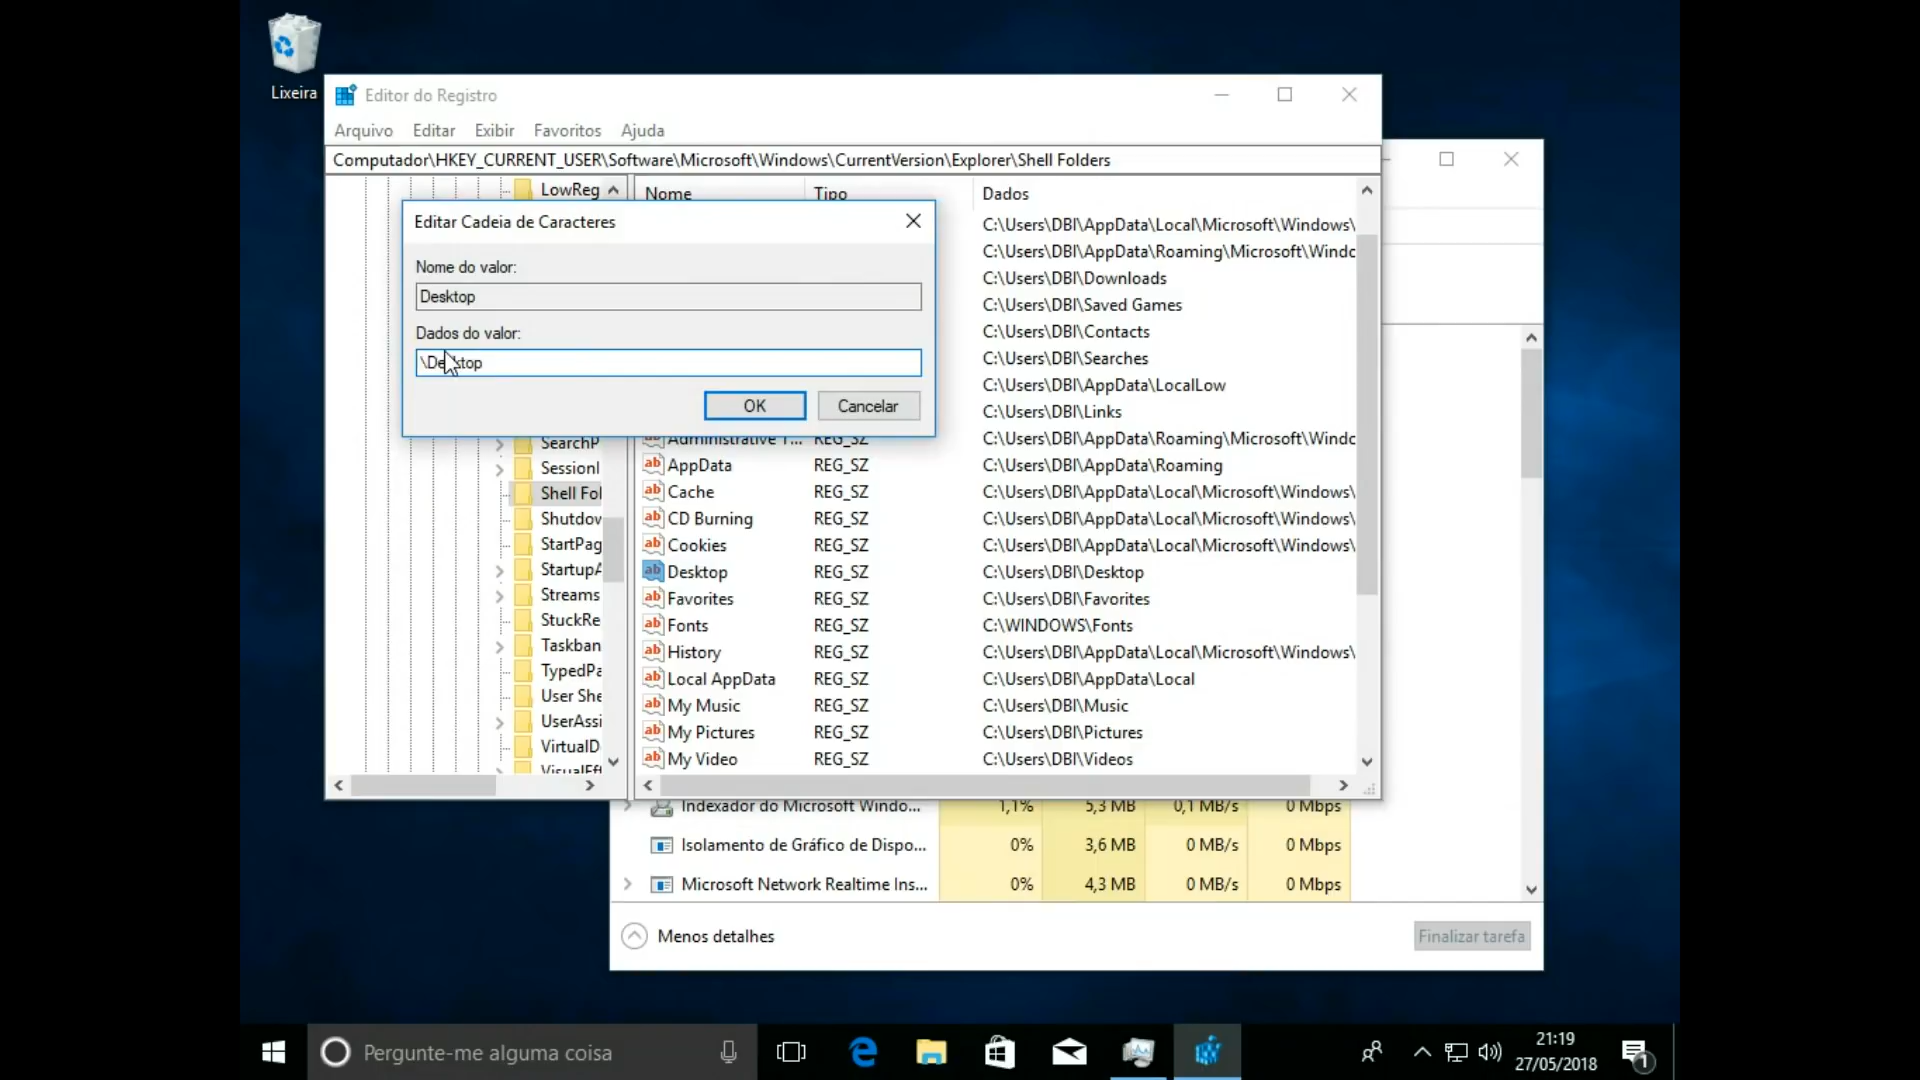 Lixeira
Editor do Registro
Arquivo Editar Exibir Favoritos Ajuda
Computador\HKEY_CURRENT_USER\Software\Microsoft\Windows\CurrentVersion\Explorer\Shell Folders
LowReg
Nome Tipo Dados
Editar Cadeia de Caracteres
Nome do valor:
Desktop
Dados do valor:
\Desktop
OK Cancelar
C:\Users\DBI\AppData\Local\Microsoft\Windows\
C:\Users\DBI\AppData\Roaming\Microsoft\Windc
C:\Users\DBI\Downloads
C:\Users\DBI\Saved Games
C:\Users\DBI\Contacts
C:\Users\DBI\Searches
C:\Users\DBI\AppData\LocalLow
C:\Users\DBI\Links
Administrative T... REG_SZ C:\Users\DBI\AppData\Roaming\Microsoft\Windc
AppData REG_SZ C:\Users\DBI\AppData\Roaming
Cache REG_SZ C:\Users\DBI\AppData\Local\Microsoft\Windows\
CD Burning REG_SZ C:\Users\DBI\AppData\Local\Microsoft\Windows\
Cookies REG_SZ C:\Users\DBI\AppData\Local\Microsoft\Windows\
Desktop REG_SZ C:\Users\DBI\Desktop
Favorites REG_SZ C:\Users\DBI\Favorites
Fonts REG_SZ C:\WINDOWS\Fonts
History REG_SZ C:\Users\DBI\AppData\Local\Microsoft\Windows\
Local AppData REG_SZ C:\Users\DBI\AppData\Local
My Music REG_SZ C:\Users\DBI\Music
My Pictures REG_SZ C:\Users\DBI\Pictures
My Video REG_SZ C:\Users\DBI\Videos
SearchP
SessionI
Shell Fol
Shutdov
StartPag
StartupA
Streams
StuckRe
Taskban
TypedPa
User She
UserAssi
VirtualD
VisualEff
Indexador do Microsoft Windo... 1,1% 5,3 MB 0,1 MB/s 0 Mbps
Isolamento de Gráfico de Dispo... 0% 3,6 MB 0 MB/s 0 Mbps
Microsoft Network Realtime Ins... 0% 4,3 MB 0 MB/s 0 Mbps
Menos detalhes
Finalizar tarefa
Pergunte-me alguma coisa
21:19
27/05/2018
1